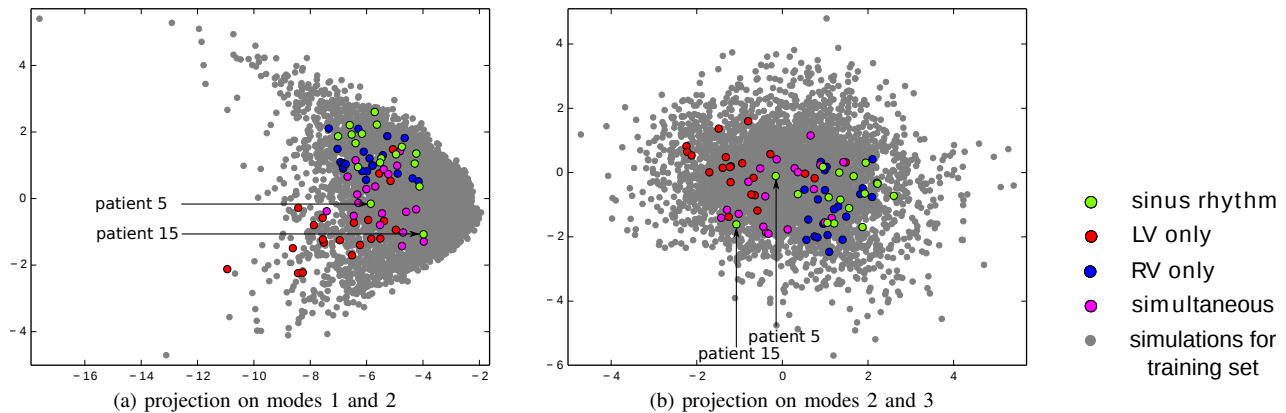 4
2
0
−2
−4
−16
−14
−12
−10
−8
−6
−4
−2
patient 5
patient 15
(a) projection on modes 1 and 2
4
2
0
−2
−4
−6
−4
−2
0
2
4
patient 5
patient 15
(b) projection on modes 2 and 3
sinus rhythm
LV only
RV only
simultaneous
simulations for
training set